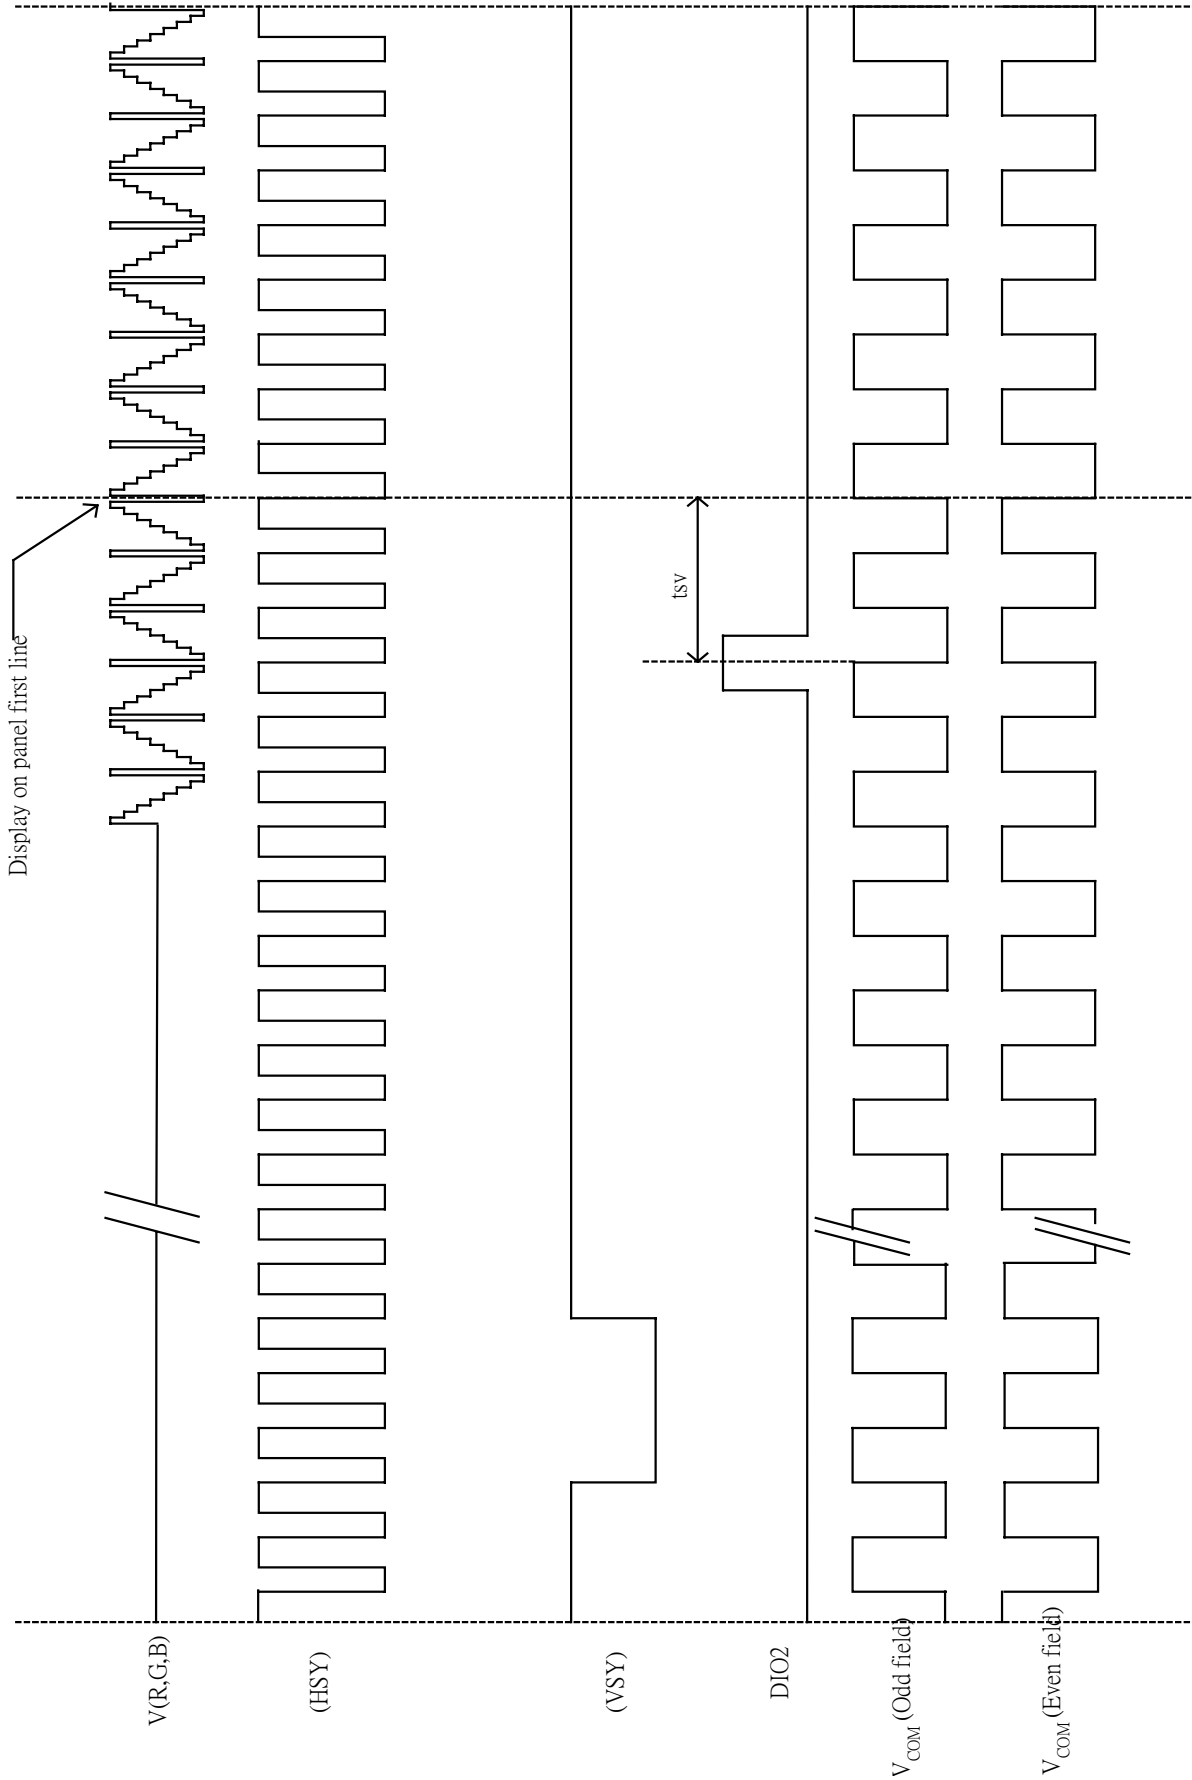 Display on panel first line
tsv
V(R,G,B)
(HSY)
(VSY)
DIO2
VCOM (Odd field)
VCOM (Even field)